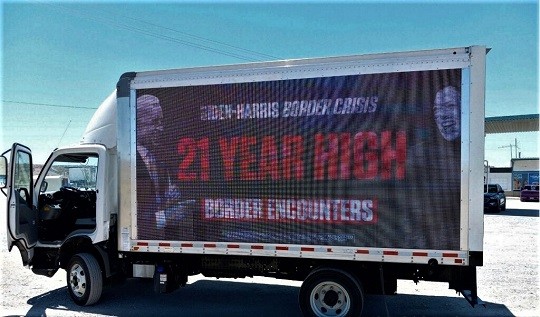 BIDEN-HARRIS BORDER CRISIS
21 YEAR HIGH
BORDER ENCOUNTERS